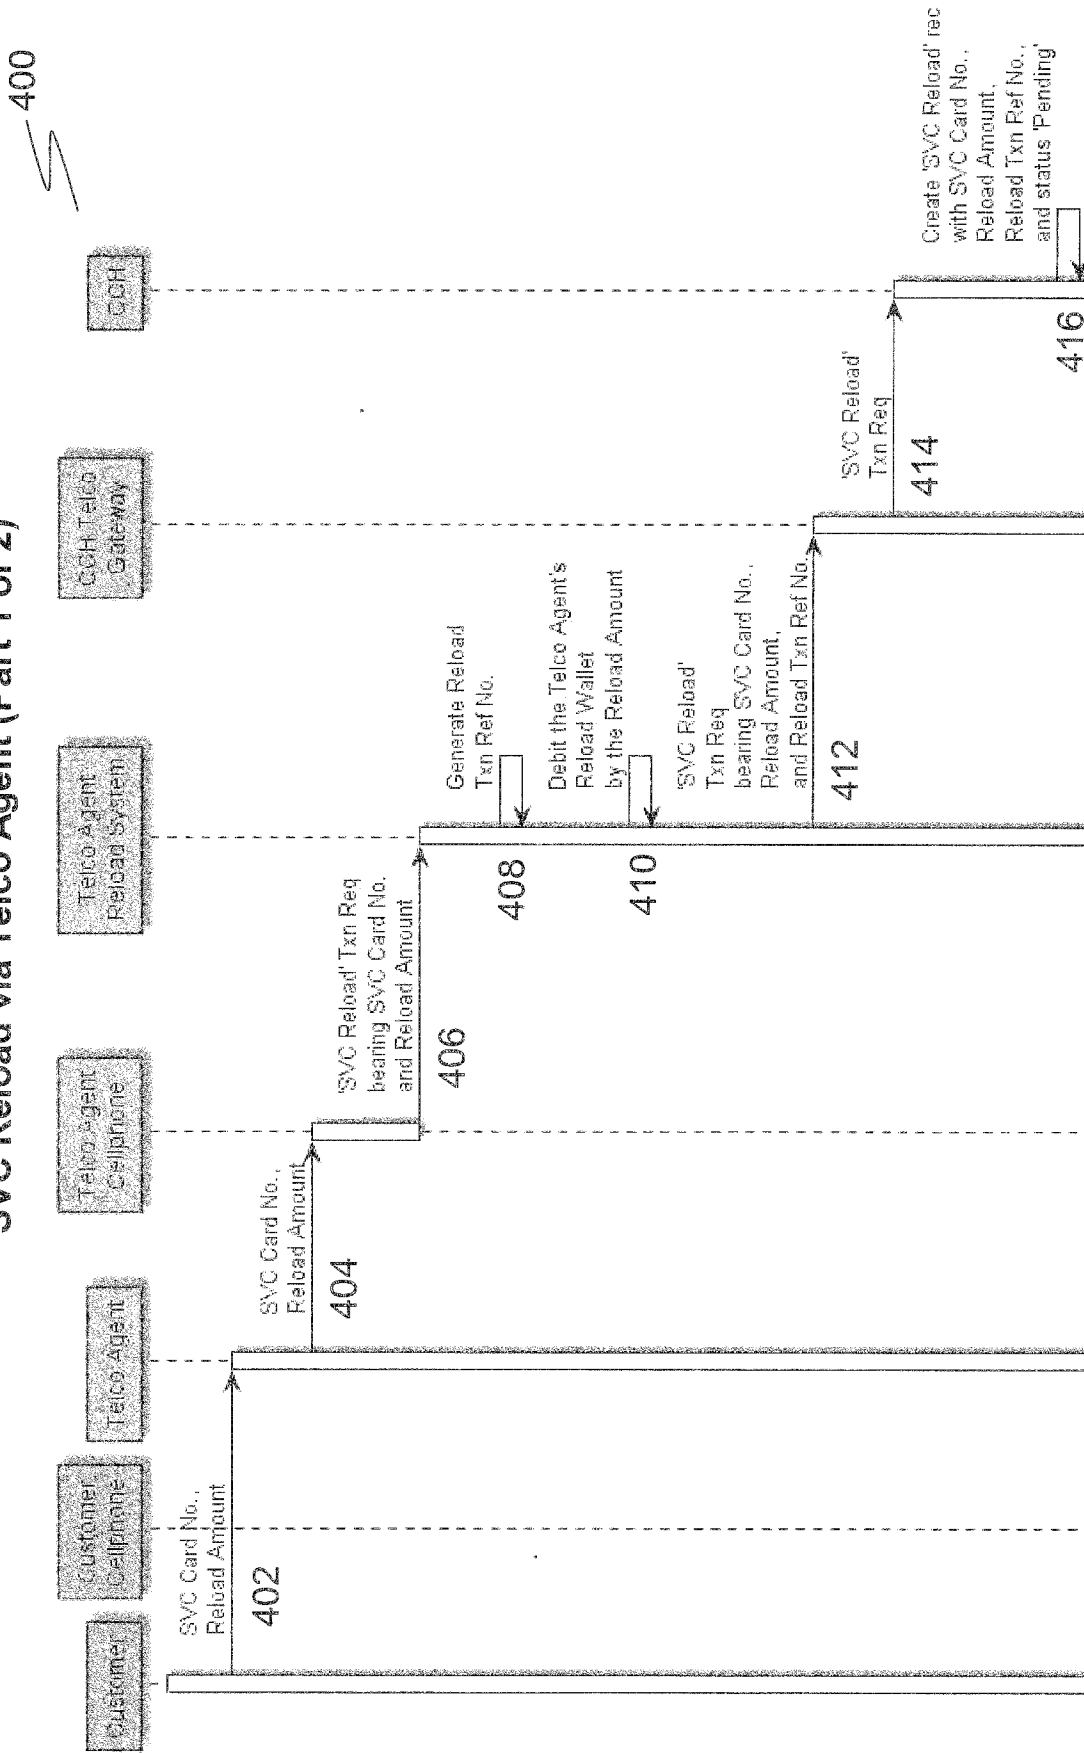 SVC Reload via Telco Agent (Part 1 of 2)
400
Customer
Customer
Cellphone
Telco Agent
Telco Agent
Cellphone
Telco Agent
Reload System
CCH Telco
Gateway
CCH
SVC Card No.,
Reload Amount
402
SVC Card No.,
Reload Amount
404
'SVC Reload' Txn Req
bearing SVC Card No.
and Reload Amount
406
Generate Reload
Txn Ref No.
408
Debit the Telco Agent's
Reload Wallet
by the Reload Amount
410
'SVC Reload'
Txn Req
bearing SVC Card No.,
Reload Amount,
and Reload Txn Ref No.
412
'SVC Reload'
Txn Req
414
Create 'SVC Reload' rec
with SVC Card No.,
Reload Amount,
Reload Txn Ref No.,
and status 'Pending'
416